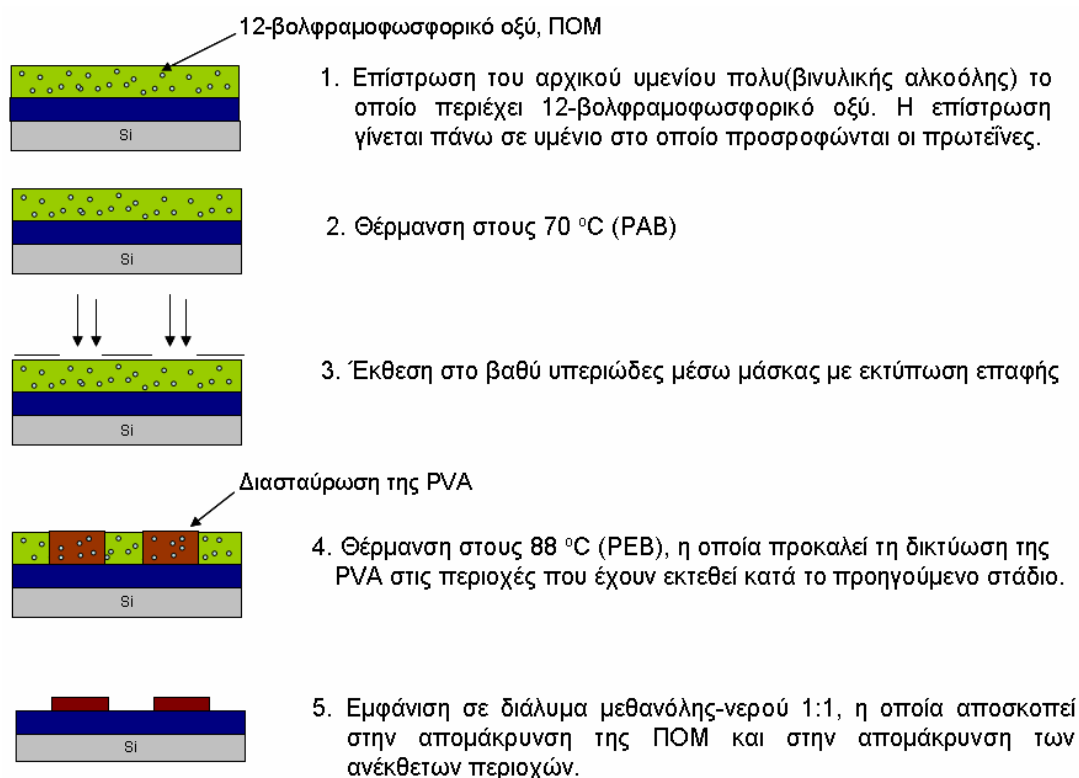 12-βολφραμοφωσφορικό οξύ, ΠΟΜ
Si
1. Επίστρωση του αρχικού υμενίου πολυ(βινυλικής αλκοόλης) το
οποίο περιέχει 12-βολφραμοφωσφορικό οξύ. Η επίστρωση
γίνεται πάνω σε υμένιο στο οποίο προσροφώνται οι πρωτεΐνες.
Si
2. Θέρμανση στους 70 °C (PAB)
3. Έκθεση στο βαθύ υπεριώδες μέσω μάσκας με εκτύπωση επαφής
Si
Διασταύρωση της PVA
4. Θέρμανση στους 88 °C (PEB), η οποία προκαλεί τη δικτύωση της
PVA στις περιοχές που έχουν εκτεθεί κατά το προηγούμενο στάδιο.
Si
5. Εμφάνιση σε διάλυμα μεθανόλης-νερού 1:1, η οποία αποσκοπεί
στην απομάκρυνση της ΠΟΜ και στην απομάκρυνση των
ανέκθετων περιοχών.
Si